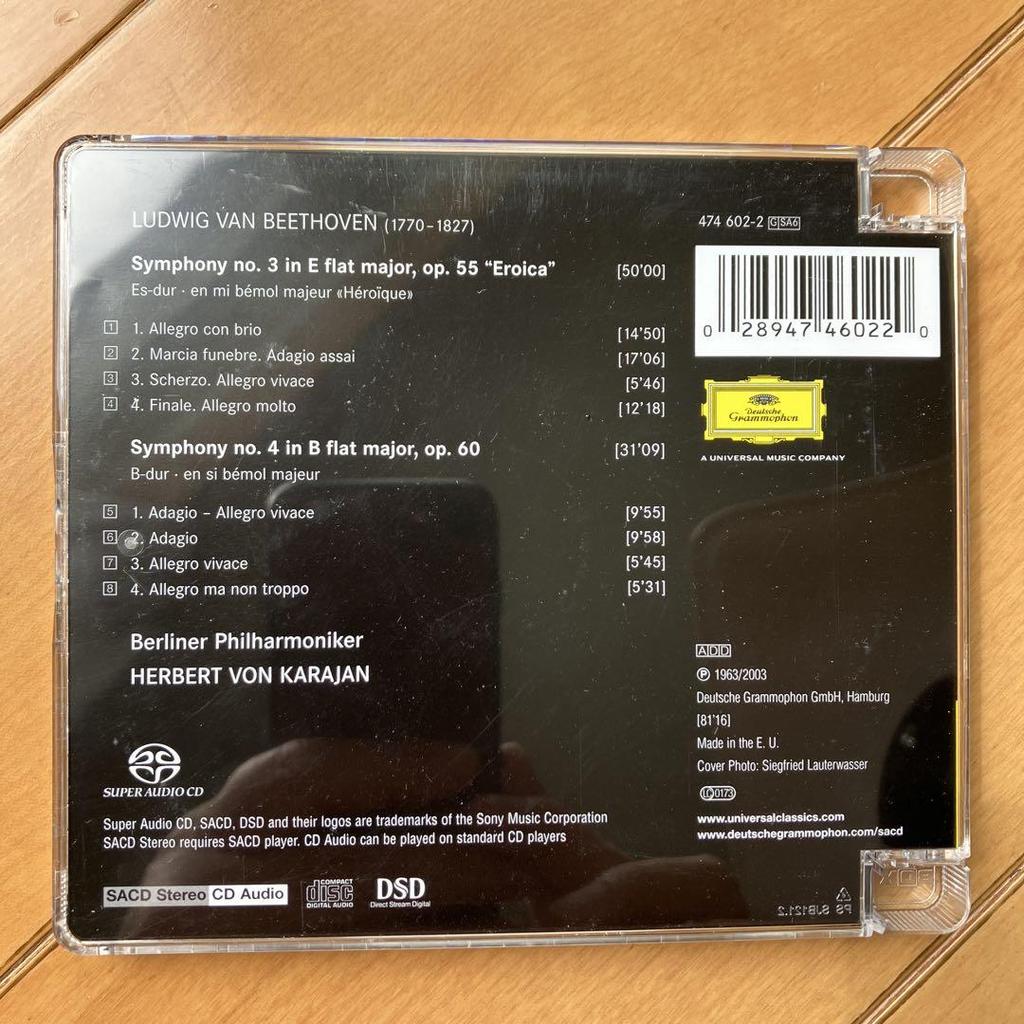 LUDWIG VAN BEETHOVEN (1770–1827)
Symphony no. 3 in E flat major, op. 55 “Eroica” [50'00]
Es-dur · en mi bémol majeur «Héroïque»
1 1. Allegro con brio [14'50]
2 2. Marcia funebre. Adagio assai [17'06]
3 3. Scherzo. Allegro vivace [5'46]
4 4. Finale. Allegro molto [12'18]
Symphony no. 4 in B flat major, op. 60 [31'09]
B-dur · en si bémol majeur
5 1. Adagio – Allegro vivace [9'55]
6 2. Adagio [9'58]
7 3. Allegro vivace [5'45]
8 4. Allegro ma non troppo [5'31]
Berliner Philharmoniker
HERBERT VON KARAJAN
SUPER AUDIO CD
Super Audio CD, SACD, DSD and their logos are trademarks of the Sony Music Corporation
SACD Stereo requires SACD player. CD Audio can be played on standard CD players
SACD Stereo CD Audio
COMPACT
disc
DIGITAL AUDIO
DSD
Direct Stream Digital
474 602-2 G SA6
0 28947 46022 0
Deutsche
Grammophon
A UNIVERSAL MUSIC COMPANY
ADD
℗ 1963/2003
Deutsche Grammophon GmbH, Hamburg
[81'16]
Made in the E. U.
Cover Photo: Siegfried Lauterwasser
LC 0173
www.universalclassics.com
www.deutschegrammophon.com/sacd
PS SJB121.2